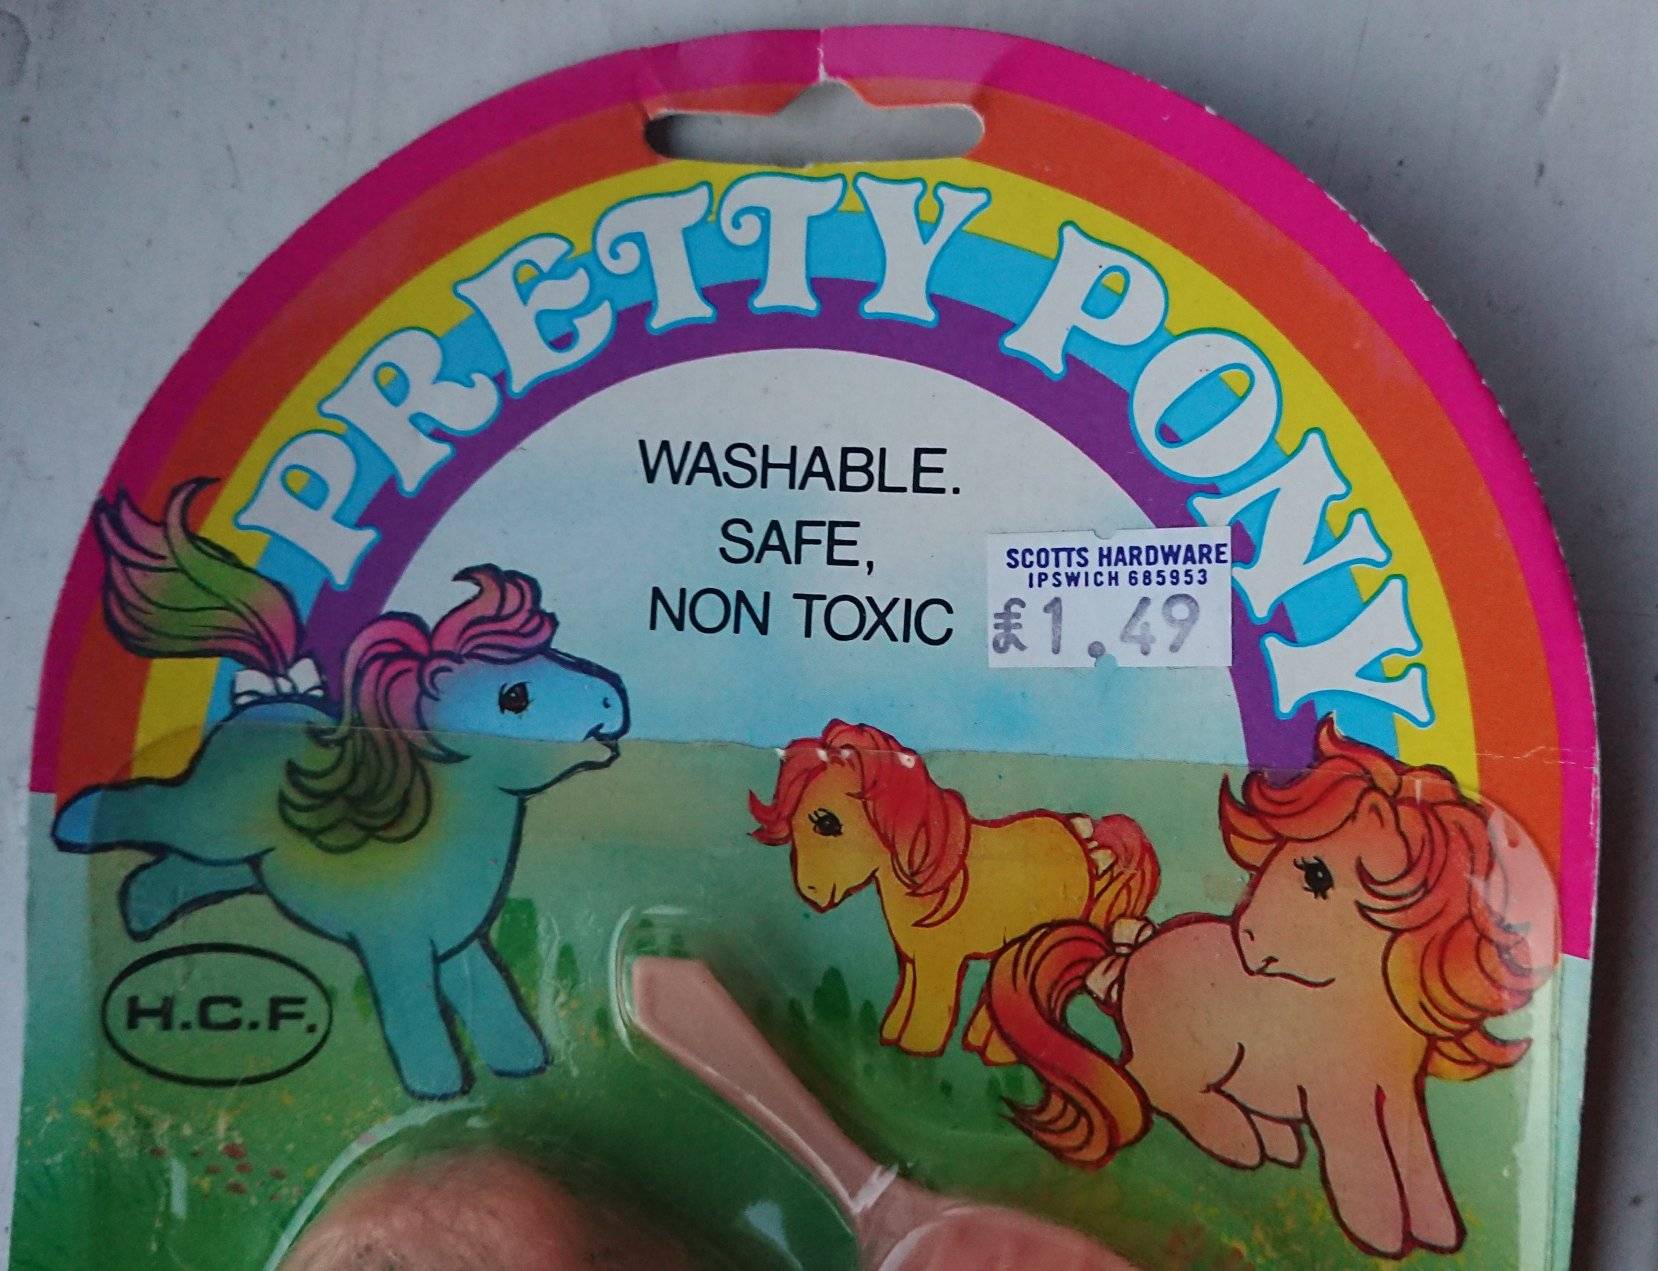 PRETTY PONY
WASHABLE.
SAFE,
NON TOXIC
SCOTTS HARDWARE
IPSWICH 685953
£1.49
H.C.F.